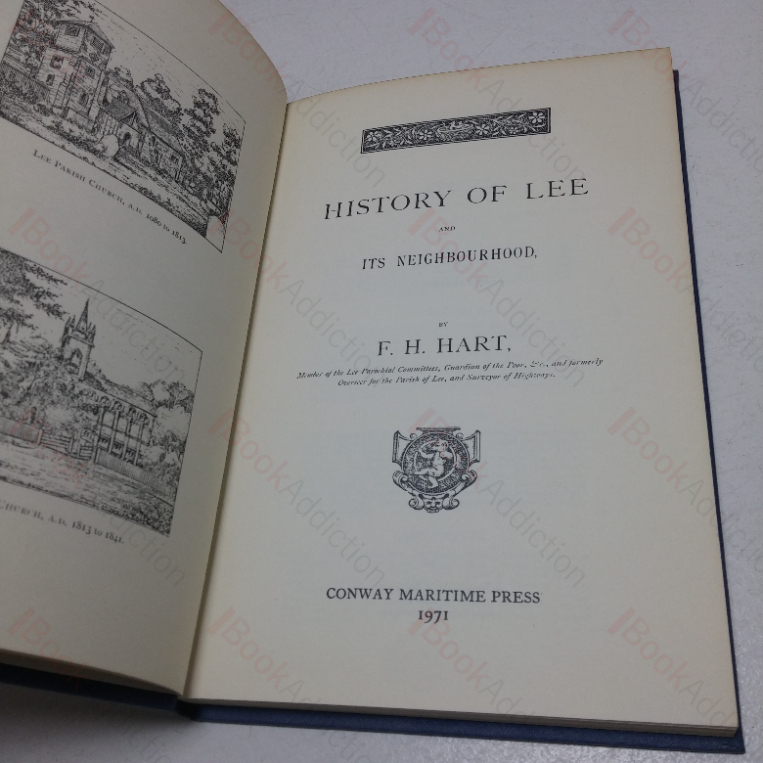 LEE PARISH CHURCH, A.D. 1080 to 1813.
CHURCH, A.D. 1813 to 1841.
HISTORY OF LEE
AND
ITS NEIGHBOURHOOD,
BY
F. H. HART,
Member of the Lee Parochial Committee, Guardian of the Poor, &c., and formerly
Overseer for the Parish of Lee, and Surveyor of Highways.
CONWAY MARITIME PRESS
1971
BookAddiction